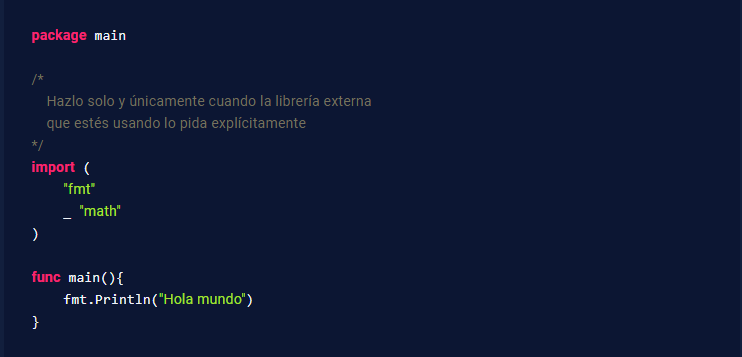 package main
/*
Hazlo solo y únicamente cuando la librería externa
que estés usando lo pida explícitamente
*/
import (
"fmt"
_ "math"
)
func main(){
fmt.Println("Hola mundo")
}